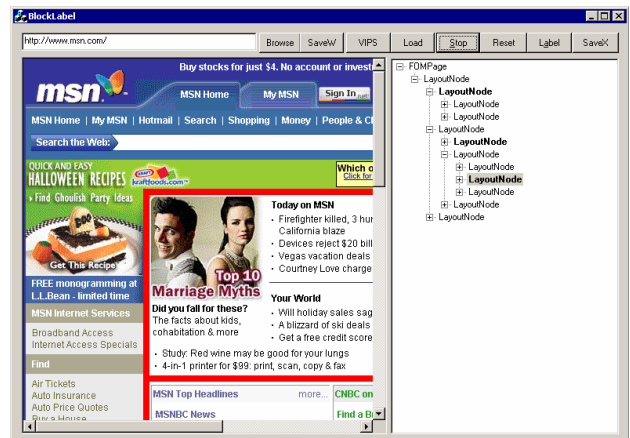 BlockLabel
http://www.msn.com/
Browse SaveW VIPS Load Stop Reset Label SaveX
Buy stocks for just $4. No account or
msn
MSN Home My MSN Sign In .net
MSN Home | My MSN | Hotmail | Search | Shopping | Money | People &
Search the Web:
QUICK AND EASY
HALLOWEEN RECIPES
KRAFT
kraftfoods.com
Which
Click for
Find Ghoulish Party Ideas
BOO
Get This Recipe
FREE monogramming at
L.L.Bean - limited time
MSN Internet Services
Broadband Access
Internet Access Specials
Find
Air Tickets
Auto Insurance
Auto Price Quotes
Buy a House
Top 10
Marriage Myths
Did you fall for these?
The facts about kids,
cohabitation & more
Today on MSN
• Firefighter killed, 3
California blaze
• Devices reject $20
• Vegas vacation deals
• Courtney Love charge
Your World
• Will holiday sales
• A blizzard of ski deals
• Get a free credit score
• Study: Red wine may be good for your lungs
• 4-in-1 printer for $99: print, scan, copy & fax
MSN Top Headlines more...
MSNBC News
CNBC on
Find a
FOMPage
LayoutNode
LayoutNode
LayoutNode
LayoutNode
LayoutNode
LayoutNode
LayoutNode
LayoutNode
LayoutNode
LayoutNode
LayoutNode